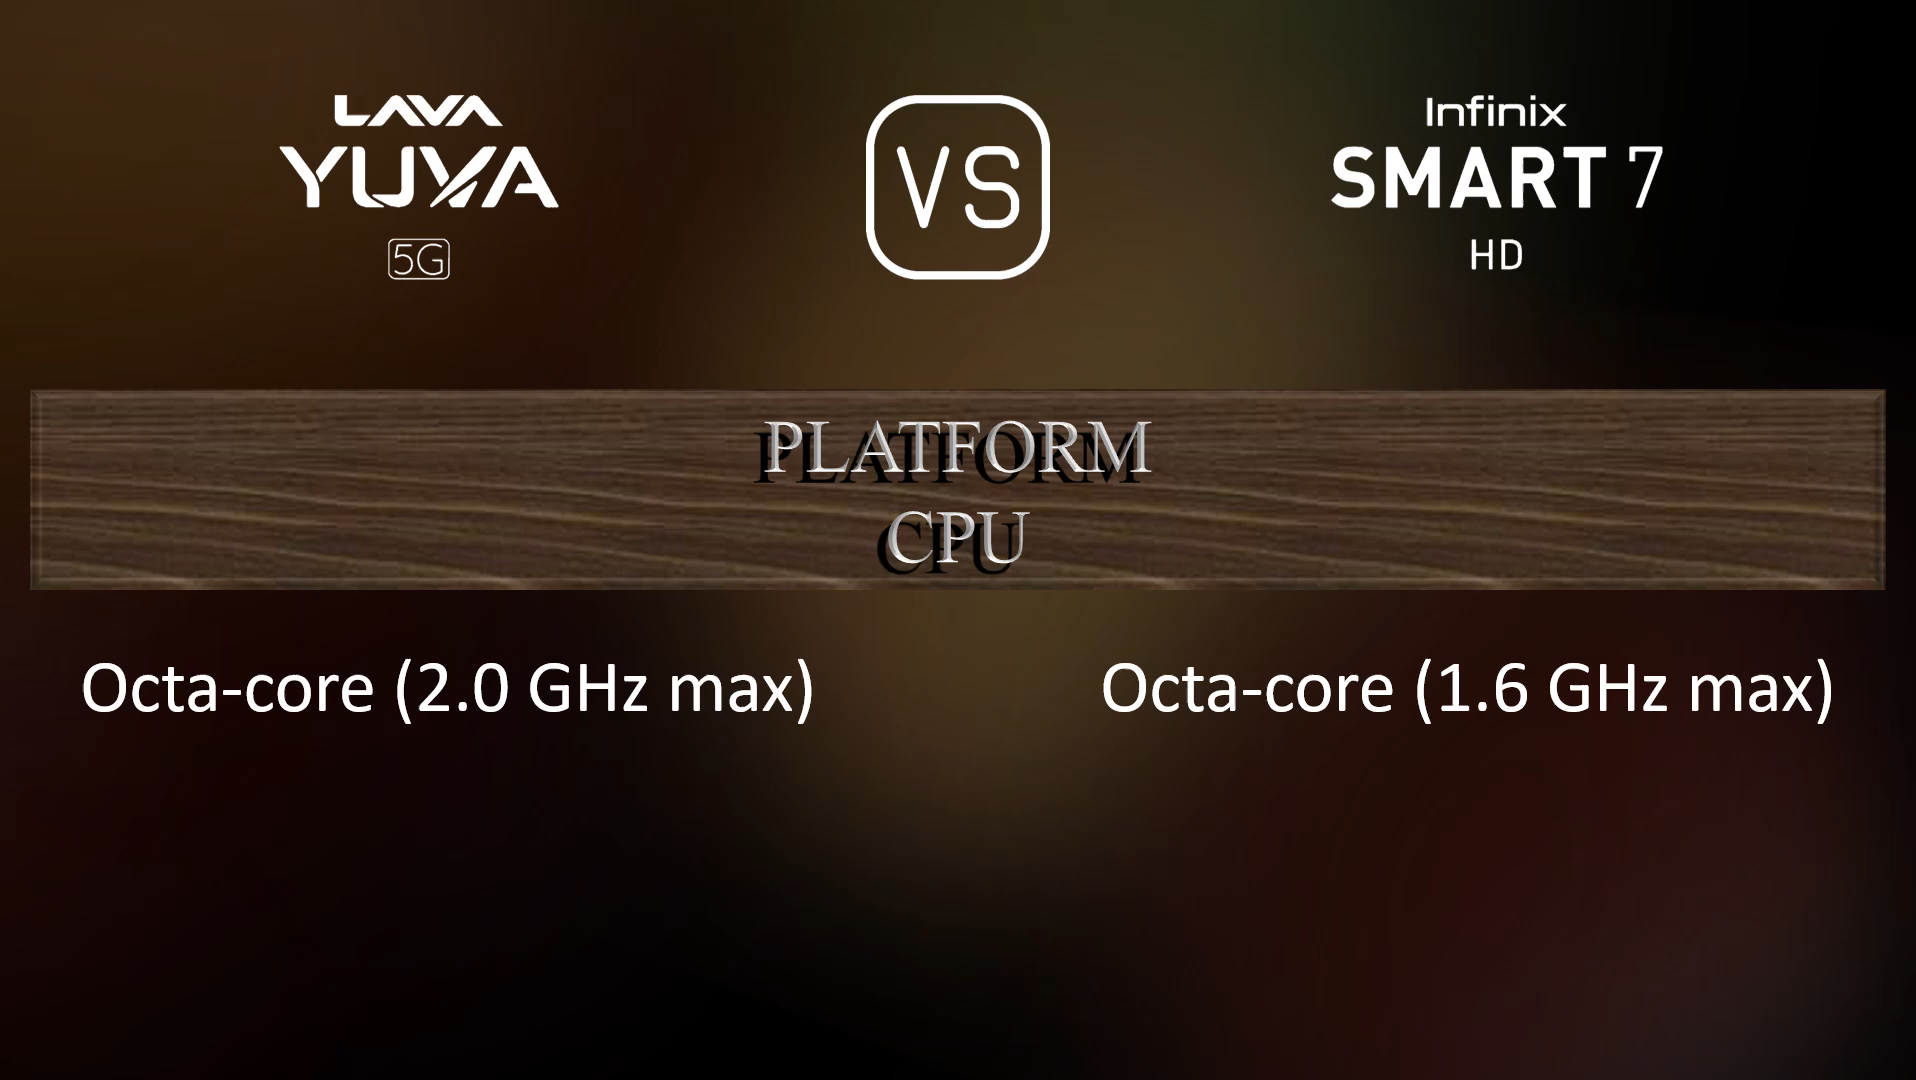 LAVA
YUVA
5G
VS
Infinix
SMART 7
HD
PLATFORM
CPU
Octa-core (2.0 GHz max)
Octa-core (1.6 GHz max)